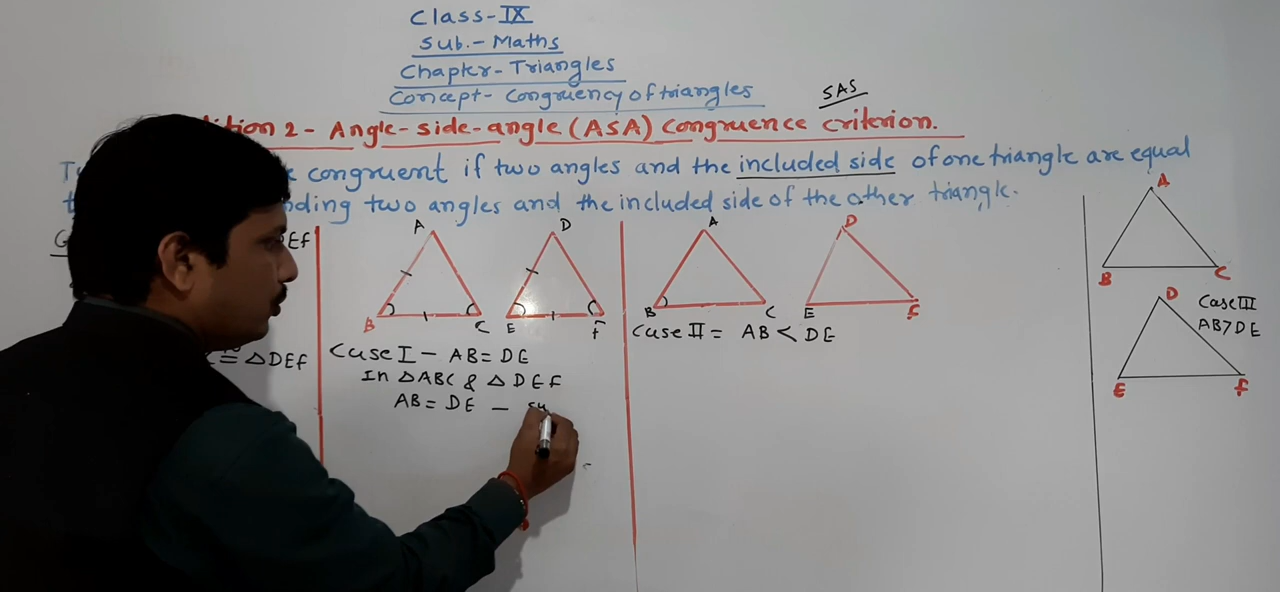 Class-IX
Sub.- Maths
Chapter- Triangles
Concept- Congruency of triangles
SAS
2- Angle-side-angle (ASA) Congruence criterion.
congruent if two angles and the included side of one triangle are equal
two angles and the included side of the other triangle.
A
D
B
C
E
F
Case I - AB = DE
In △ABC & △DEF
AB = DE -
≅ △DEF
A
D
B
C
E
F
Case II = AB < DE
A
B
C
D
E
F
Case III
AB > DE